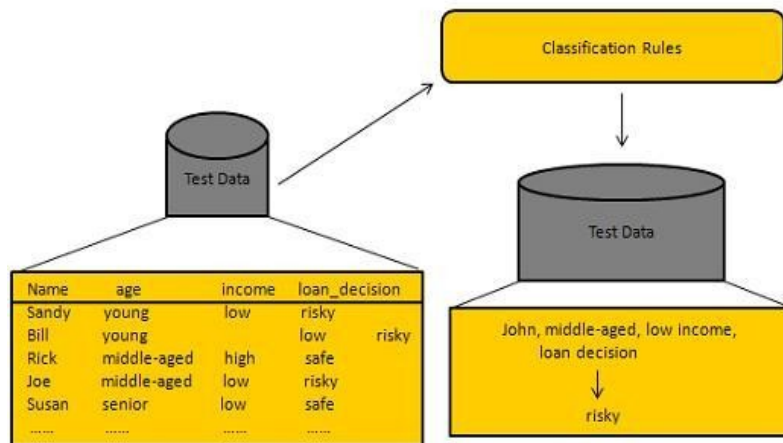 Classification Rules
Test Data
Name age income loan_decision
Sandy young low risky
Bill young low risky
Rick middle-aged high safe
Joe middle-aged low risky
Susan senior low safe
...... ...... ...... ......
Test Data
John, middle-aged, low income,
loan decision
risky